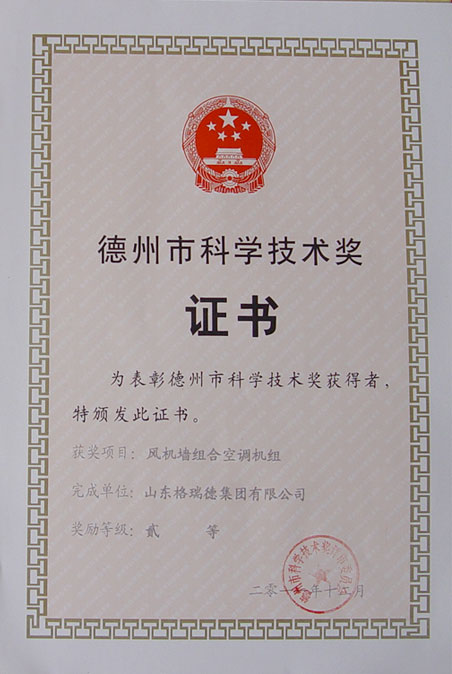 德州市科学技术奖
证书
为表彰德州市科学技术奖获得者，
特颁发此证书。
获奖项目：风机墙组合空调机组
完成单位：山东格瑞德集团有限公司
奖励等级：贰 等
二零一 年十 月